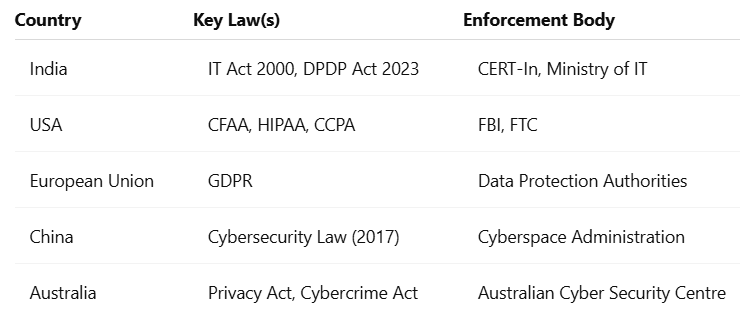 Country Key Law(s) Enforcement Body
India IT Act 2000, DPDP Act 2023 CERT-In, Ministry of IT
USA CFAA, HIPAA, CCPA FBI, FTC
European Union GDPR Data Protection Authorities
China Cybersecurity Law (2017) Cyberspace Administration
Australia Privacy Act, Cybercrime Act Australian Cyber Security Centre